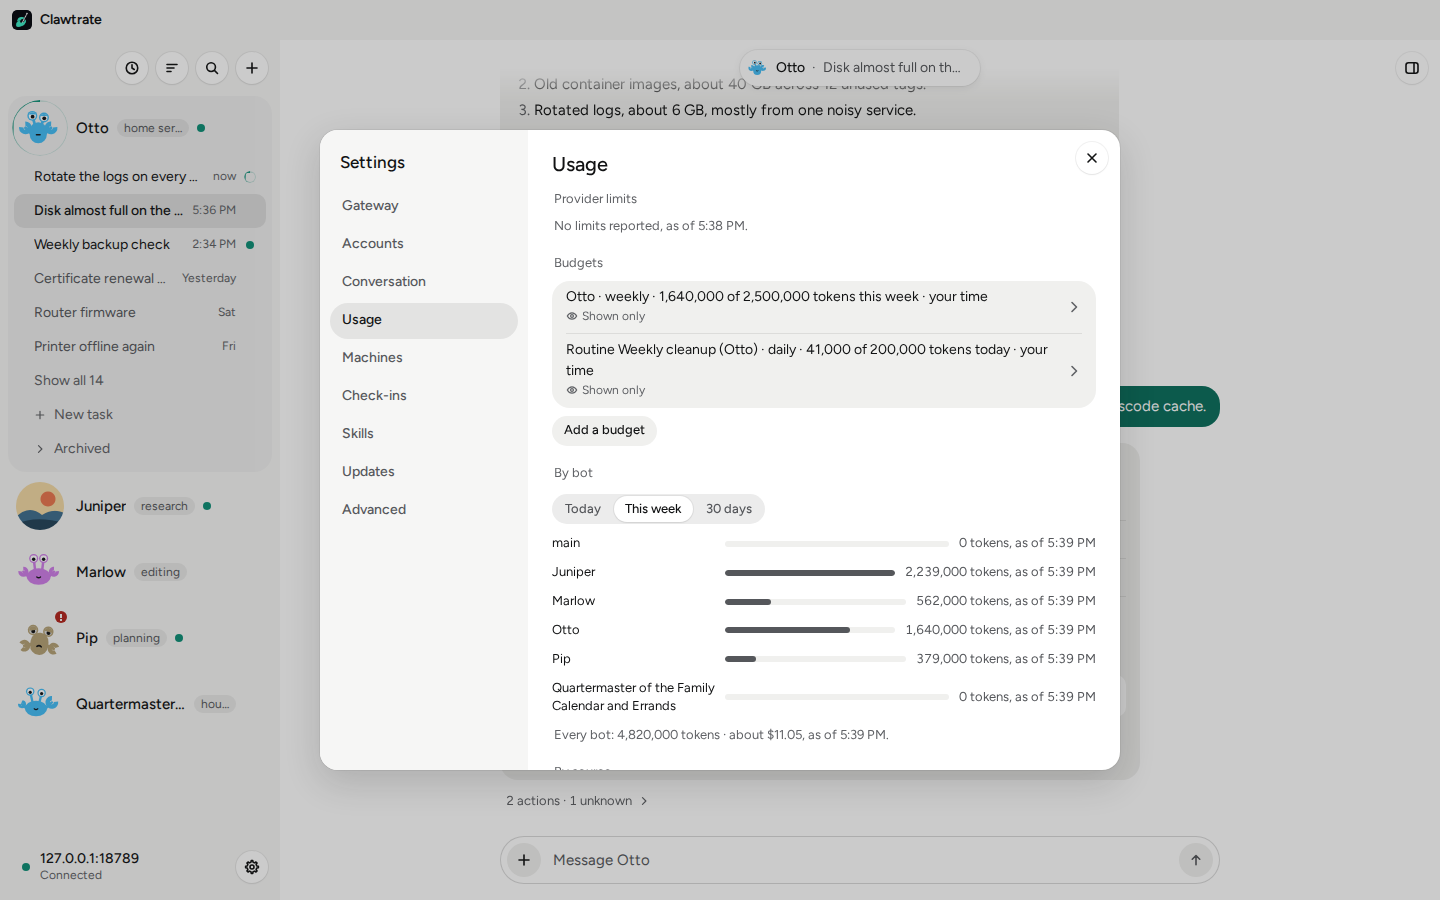 Clawtrate
Otto · Disk almost full on th...
Otto home ser...
Rotate the logs on every ... now
Disk almost full on the ... 5:36 PM
Weekly backup check 2:34 PM
Certificate renewal ... Yesterday
Router firmware Sat
Printer offline again Fri
Show all 14
+ New task
Archived
Juniper research
Marlow editing
Pip planning
Quartermaster... hou...
127.0.0.1:18789
Connected
2. Old container images, about 40 GB across 12 unused tags.
3. Rotated logs, about 6 GB, mostly from one noisy service.
Settings
Gateway
Accounts
Conversation
Usage
Machines
Check-ins
Skills
Updates
Advanced
Usage
Provider limits
No limits reported, as of 5:38 PM.
Budgets
Otto · weekly · 1,640,000 of 2,500,000 tokens this week · your time
Shown only
Routine Weekly cleanup (Otto) · daily · 41,000 of 200,000 tokens today · your
time
Shown only
Add a budget
By bot
Today This week 30 days
main 0 tokens, as of 5:39 PM
Juniper 2,239,000 tokens, as of 5:39 PM
Marlow 562,000 tokens, as of 5:39 PM
Otto 1,640,000 tokens, as of 5:39 PM
Pip 379,000 tokens, as of 5:39 PM
Quartermaster of the Family
Calendar and Errands 0 tokens, as of 5:39 PM
Every bot: 4,820,000 tokens · about $11.05, as of 5:39 PM.
scode cache.
2 actions · 1 unknown
Message Otto